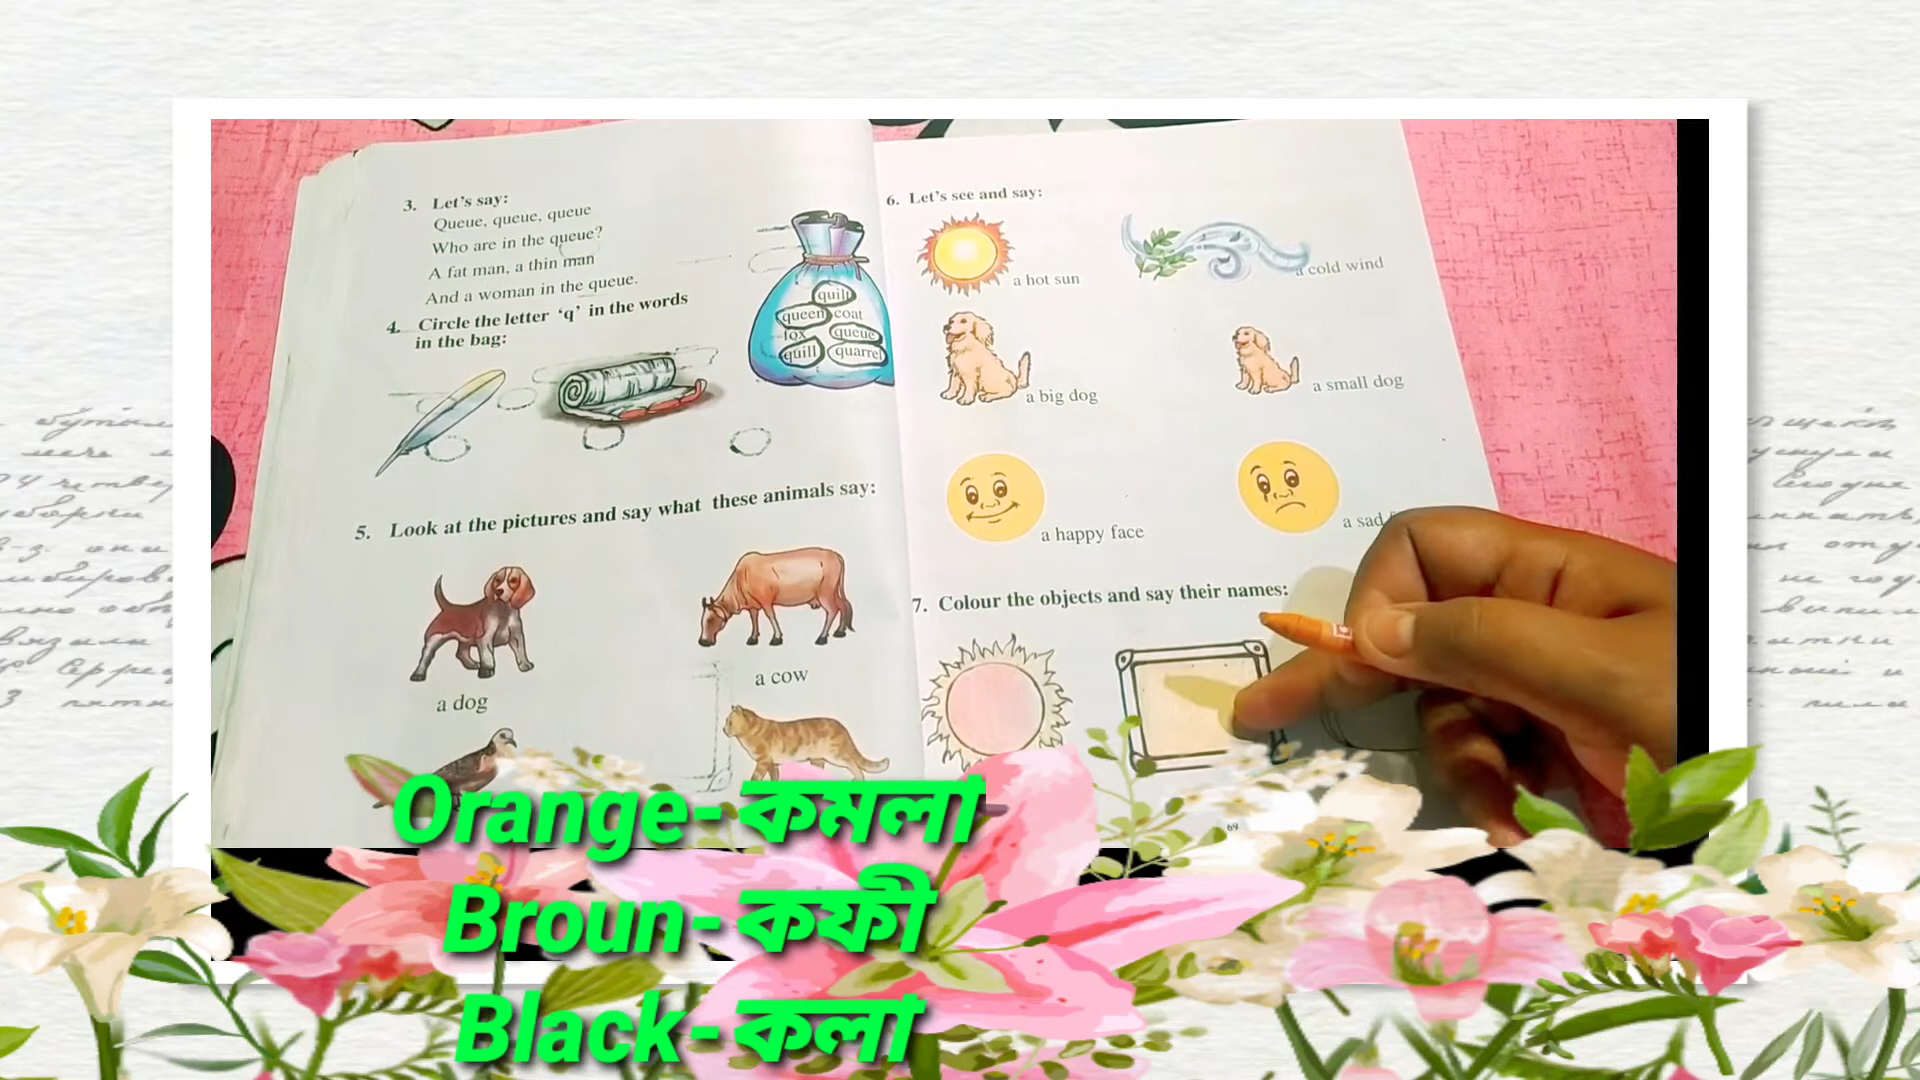 3. Let's say:
Queue, queue, queue
Who are in the queue?
A fat man, a thin man
And a woman in the queue.
4. Circle the letter 'q' in the words
in the bag:
quilt
queen coat
fox queue
quill quarrel
5. Look at the pictures and say what these animals say:
a dog
a cow
6. Let's see and say:
a hot sun
a cold wind
a big dog
a small dog
a happy face
a sad
7. Colour the objects and say their names:
69
Orange-কমলা
Broun-কফী
Black-কলা